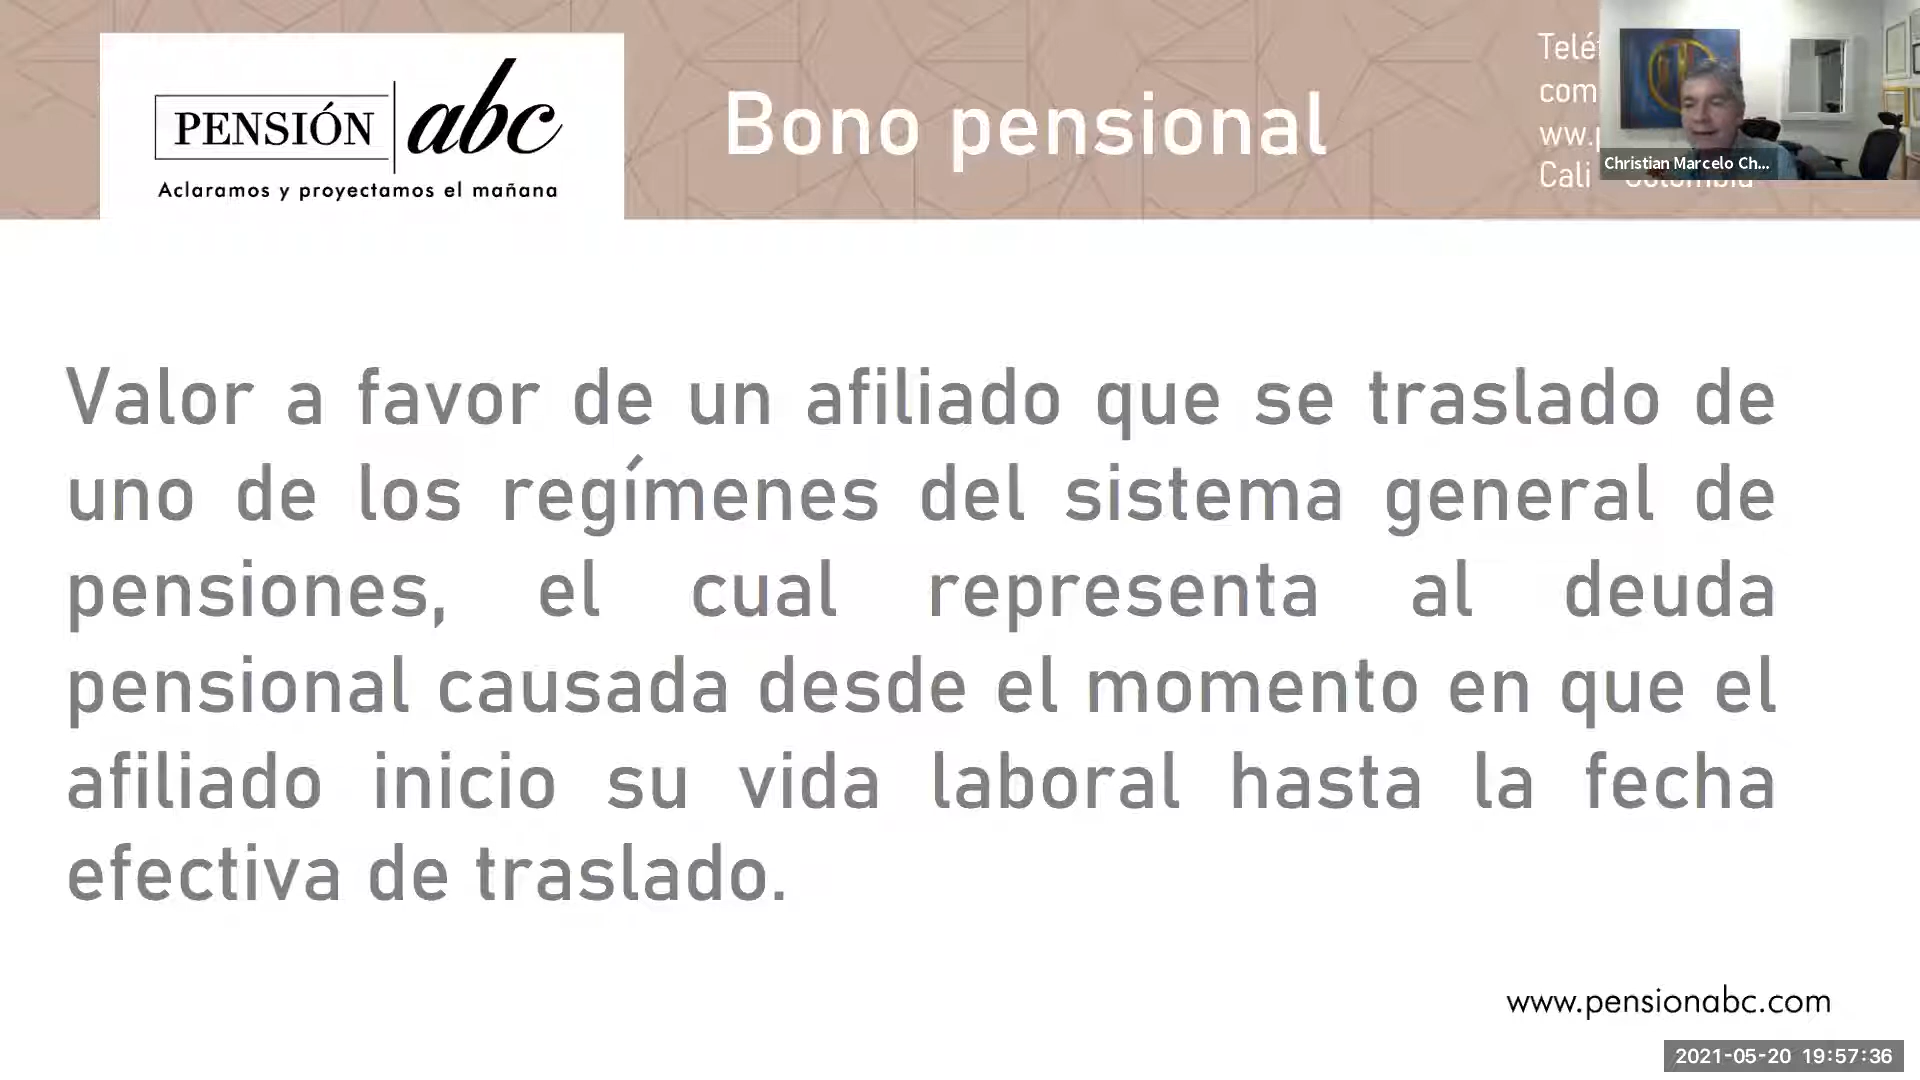 PENSIÓN abc
Aclaramos y proyectamos el mañana
Bono pensional
Cali
Christian Marcelo Ch...
Valor a favor de un afiliado que se traslado de
uno de los regímenes del sistema general de
pensiones, el cual representa al deuda
pensional causada desde el momento en que el
afiliado inicio su vida laboral hasta la fecha
efectiva de traslado.
www.pensionabc.com
2021-05-20 19:57:36